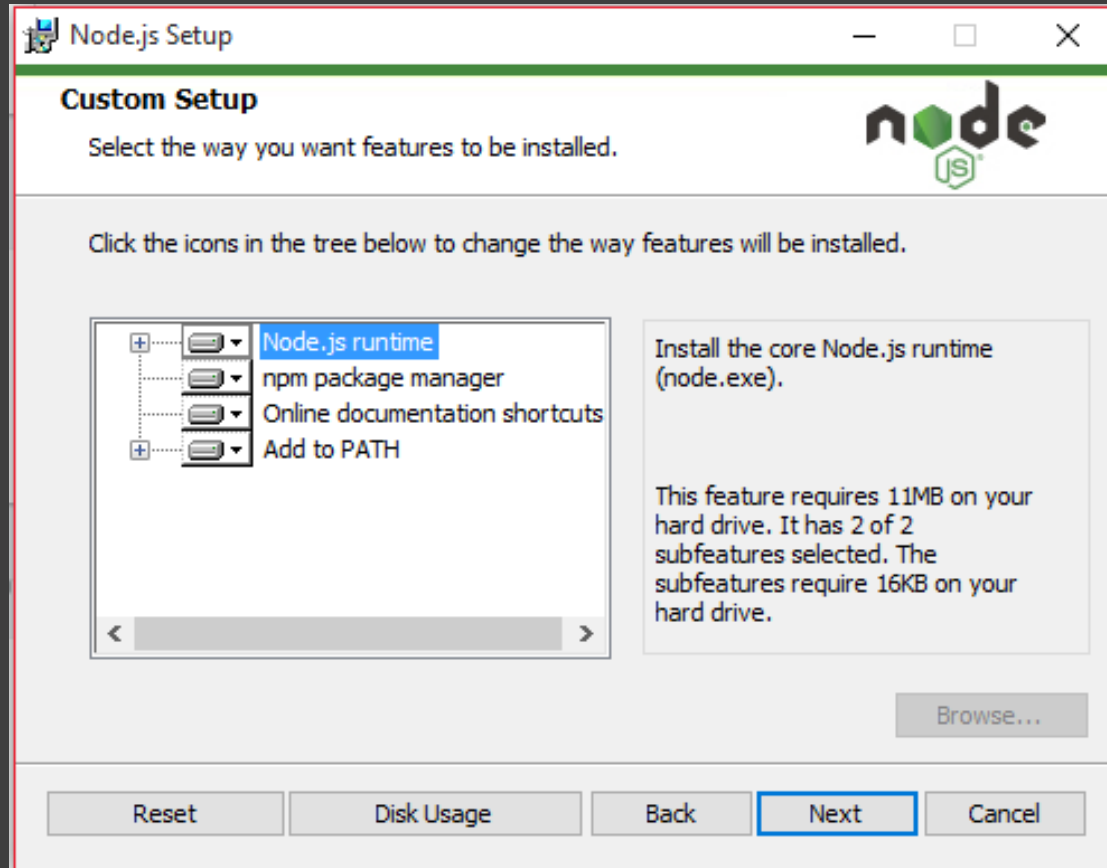 Node.js Setup
Custom Setup
Select the way you want features to be installed.
node
JS
Click the icons in the tree below to change the way features will be installed.
Node.js runtime
npm package manager
Online documentation shortcuts
Add to PATH
Install the core Node.js runtime
(node.exe).
This feature requires 11MB on your
hard drive. It has 2 of 2
subfeatures selected. The
subfeatures require 16KB on your
hard drive.
Browse...
Reset
Disk Usage
Back
Next
Cancel